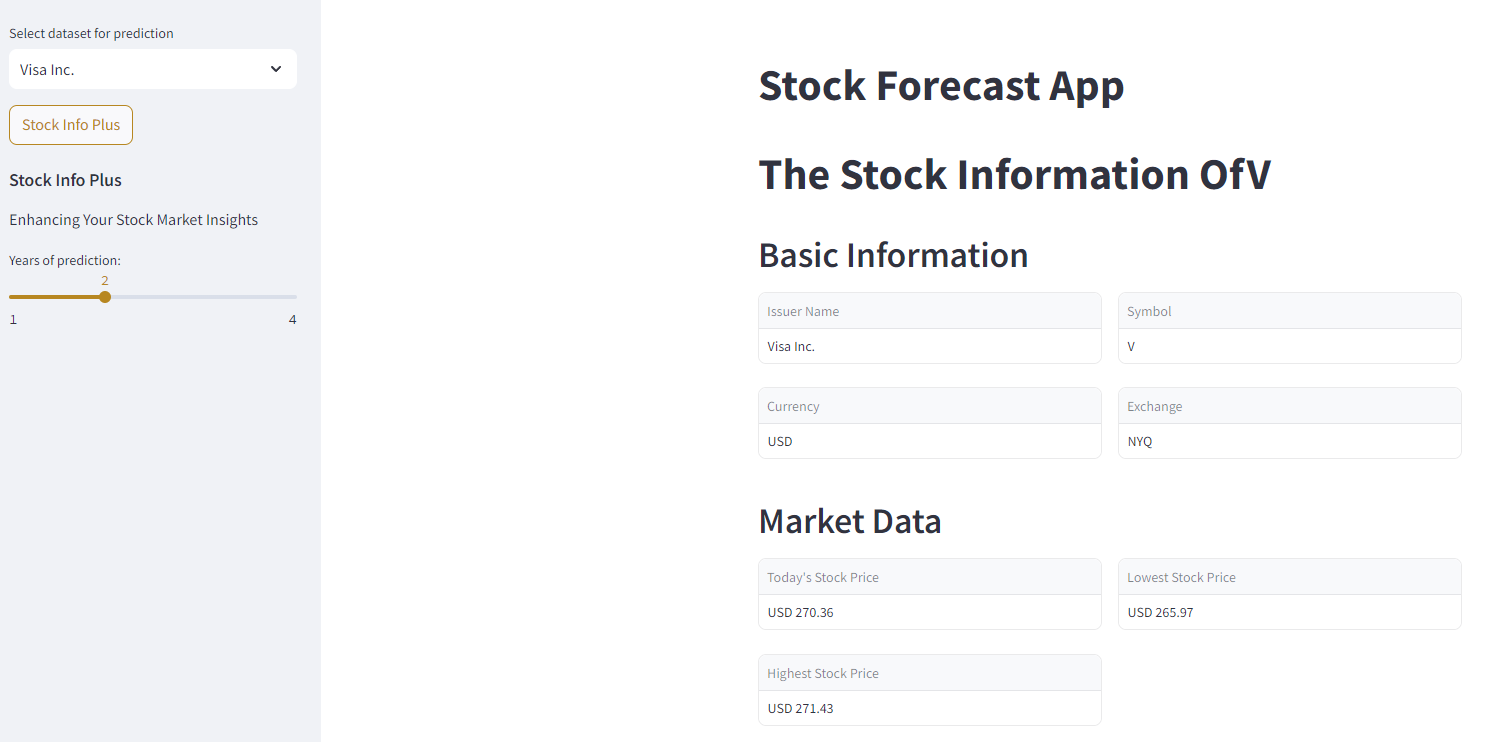 Select dataset for prediction
Visa Inc.
Stock Info Plus
Stock Info Plus
Enhancing Your Stock Market Insights
Years of prediction:
2
1 4
Stock Forecast App
The Stock Information Of V
Basic Information
Issuer Name Symbol
Visa Inc. V
Currency Exchange
USD NYQ
Market Data
Today's Stock Price Lowest Stock Price
USD 270.36 USD 265.97
Highest Stock Price
USD 271.43